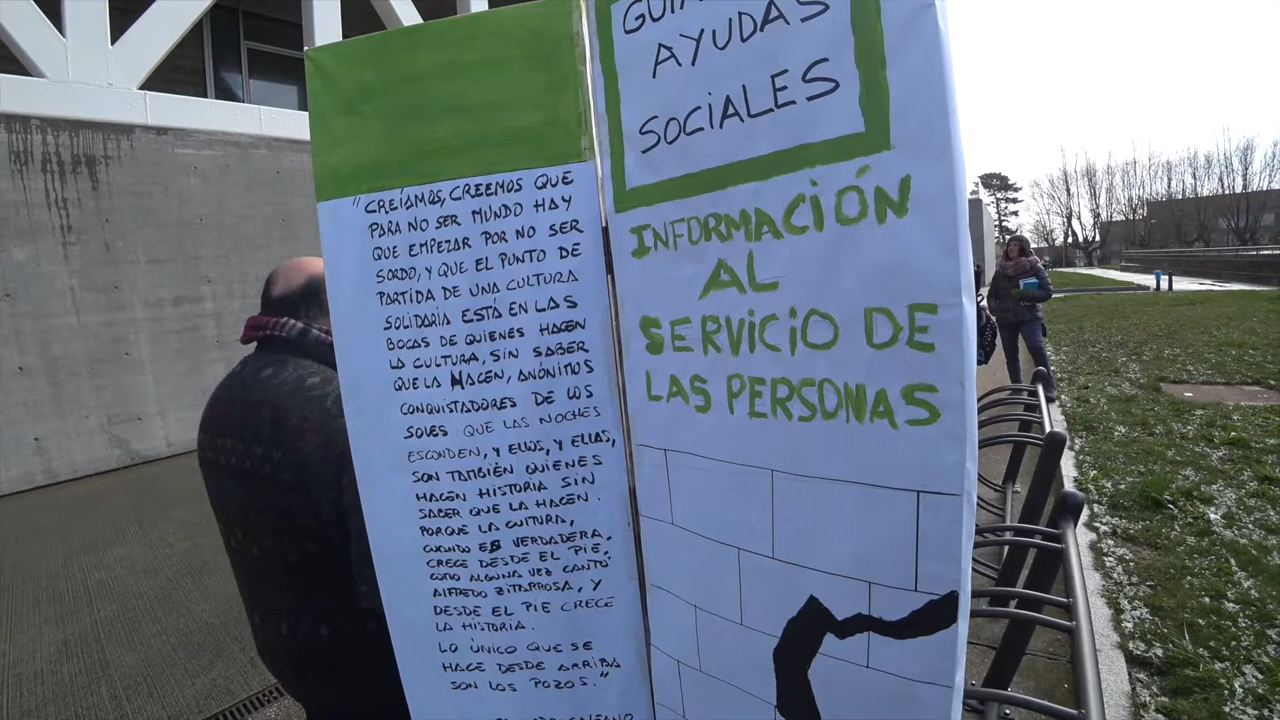 "CREÍAMOS, CREEMOS QUE
PARA NO SER MUNDO HAY
QUE EMPEZAR POR NO SER
SORDO, Y QUE EL PUNTO DE
PARTIDA DE UNA CULTURA
SOLIDARIA ESTÁ EN LAS
BOCAS DE QUIENES HACEN
LA CULTURA, SIN SABER
QUE LA HACEN, ANÓNIMOS
CONQUISTADORES DE LOS
SOLES QUE LAS NOCHES
ESCONDEN, Y ELLOS, Y ELLAS,
SON TAMBIÉN QUIENES
HACEN HISTORIA SIN
SABER QUE LA HACEN.
PORQUE LA CULTURA,
CUANDO ES VERDADERA,
CRECE DESDE EL PIE,
COMO ALGUNA VEZ CANTÓ
ALFREDO ZITARROSA, Y
DESDE EL PIE CRECE
LA HISTORIA.
LO ÚNICO QUE SE
HACE DESDE ARRIBA
SON LOS POZOS."
GALEANO
GUÍA
AYUDAS
SOCIALES
INFORMACIÓN
AL
SERVICIO DE
LAS PERSONAS